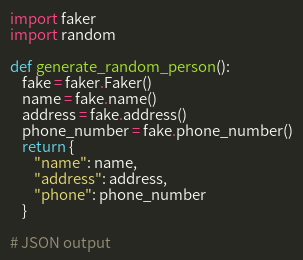 import faker
import random

def generate_random_person():
    fake = faker.Faker()
    name = fake.name()
    address = fake.address()
    phone_number = fake.phone_number()
    return {
        "name": name,
        "address": address,
        "phone": phone_number
    }

# JSON output